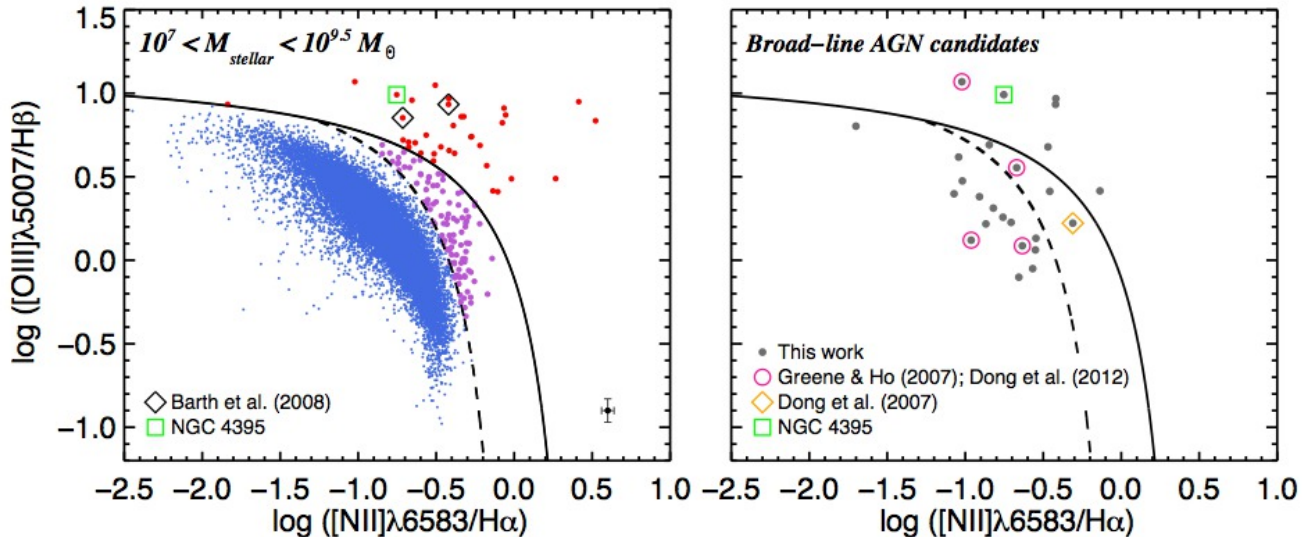 10^7 < M_stellar < 10^9.5 M_⊙
Barth et al. (2008)
NGC 4395
log ([OIII]λ5007/Hβ)
1.5
1.0
0.5
0.0
−0.5
−1.0
−2.5 −2.0 −1.5 −1.0 −0.5 0.0 0.5 1.0
log ([NII]λ6583/Hα)
Broad−line AGN candidates
This work
Greene & Ho (2007); Dong et al. (2012)
Dong et al. (2007)
NGC 4395
−2.5 −2.0 −1.5 −1.0 −0.5 0.0 0.5 1.0
log ([NII]λ6583/Hα)